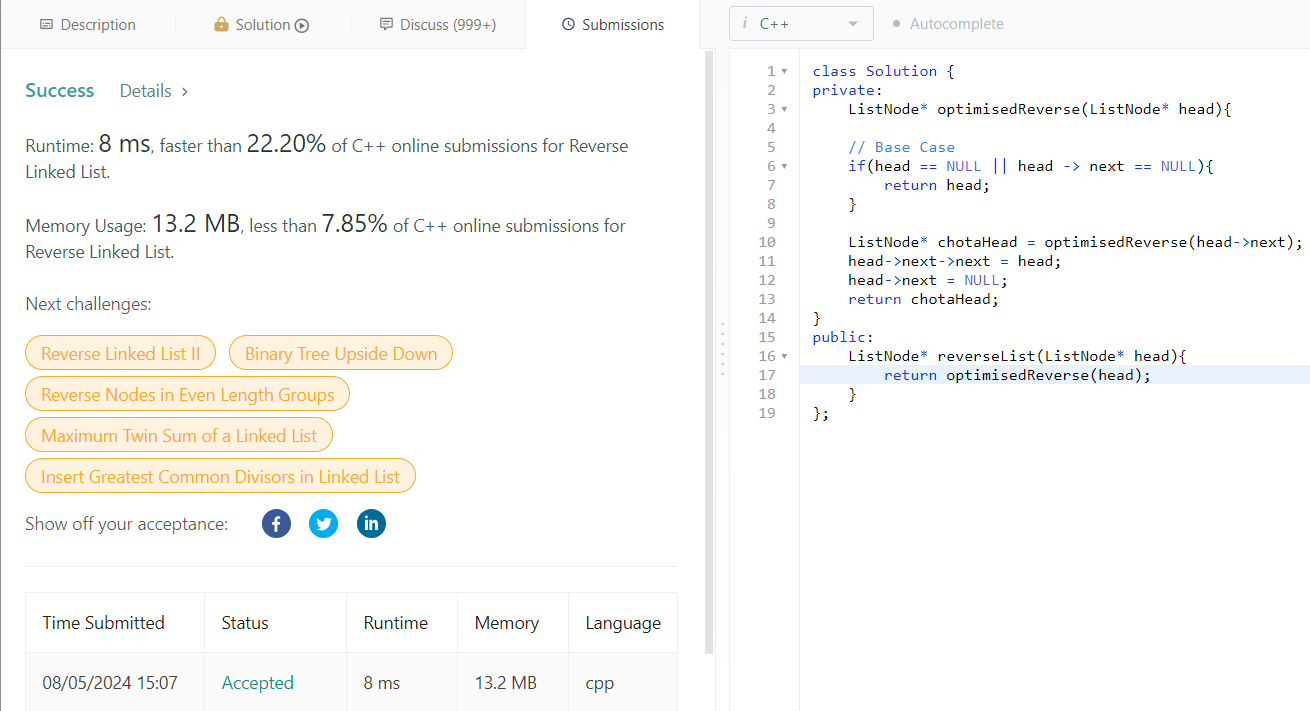 Description
Solution
Discuss (999+)
Submissions
i C++
Autocomplete
Success Details
Runtime: 8 ms, faster than 22.20% of C++ online submissions for Reverse
Linked List.
Memory Usage: 13.2 MB, less than 7.85% of C++ online submissions for
Reverse Linked List.
Next challenges:
Reverse Linked List II
Binary Tree Upside Down
Reverse Nodes in Even Length Groups
Maximum Twin Sum of a Linked List
Insert Greatest Common Divisors in Linked List
Show off your acceptance:
Time Submitted Status Runtime Memory Language
08/05/2024 15:07 Accepted 8 ms 13.2 MB cpp
1 class Solution {
2 private:
3     ListNode* optimisedReverse(ListNode* head){
4
5     // Base Case
6     if(head == NULL || head -> next == NULL){
7         return head;
8     }
9
10     ListNode* chotaHead = optimisedReverse(head->next);
11     head->next->next = head;
12     head->next = NULL;
13     return chotaHead;
14 }
15 public:
16     ListNode* reverseList(ListNode* head){
17         return optimisedReverse(head);
18     }
19 };